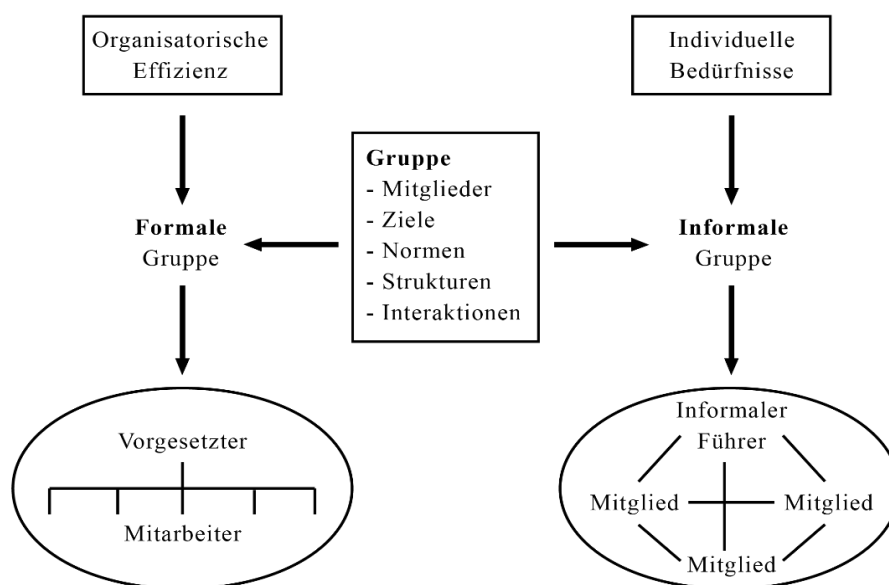 Organisatorische
Effizienz
Individuelle
Bedürfnisse
Gruppe
- Mitglieder
- Ziele
- Normen
- Strukturen
- Interaktionen
Formale
Gruppe
Informale
Gruppe
Vorgesetzter
Mitarbeiter
Informaler
Führer
Mitglied
Mitglied
Mitglied